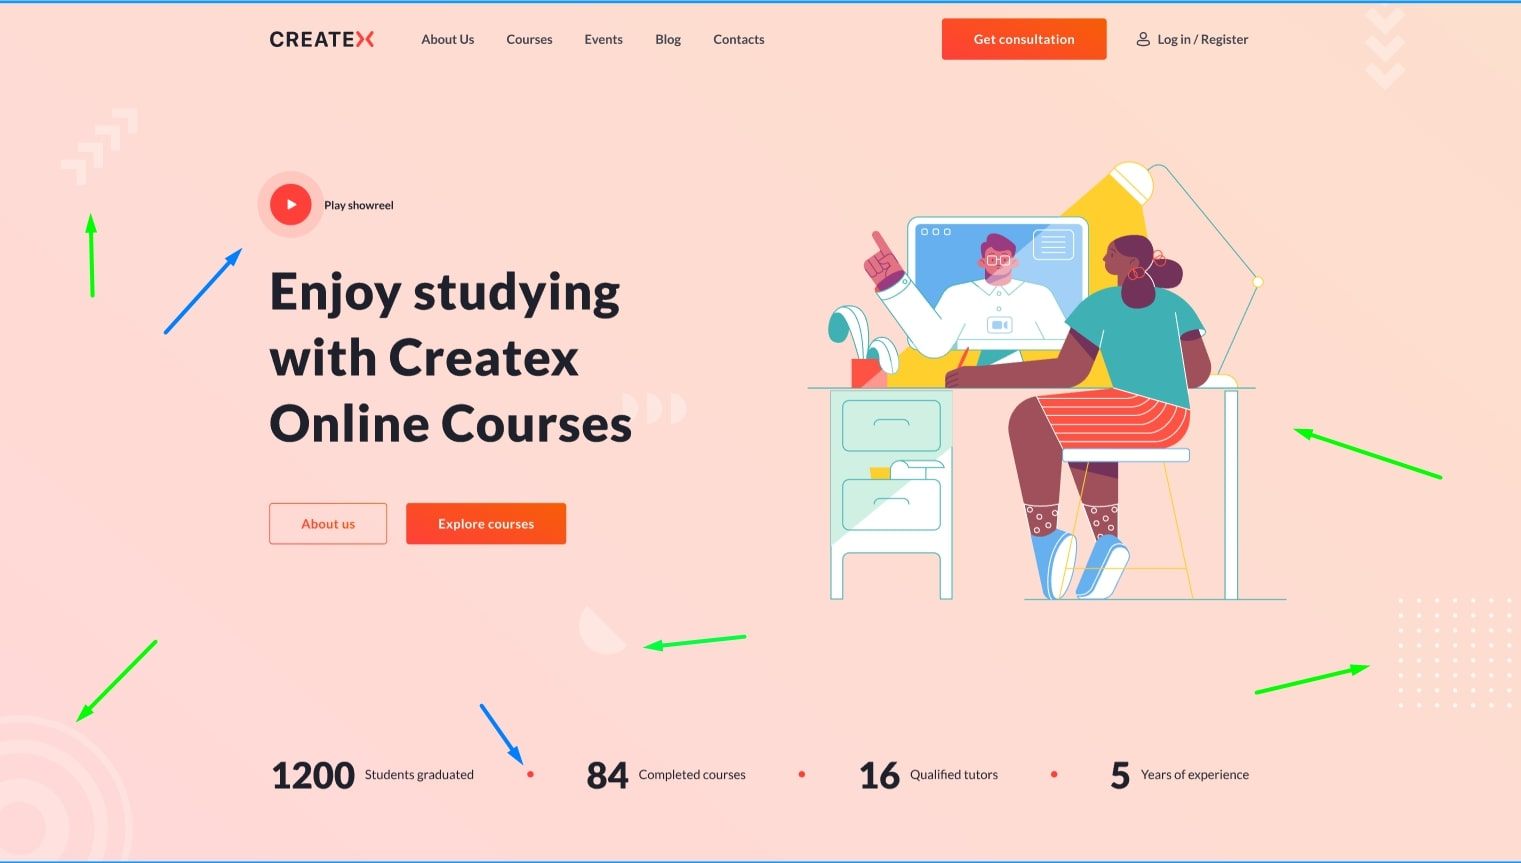 CREATEX
About Us
Courses
Events
Blog
Contacts
Get consultation
Log in / Register
Play showreel
Enjoy studying
with Createx
Online Courses
About us
Explore courses
1200 Students graduated
84 Completed courses
16 Qualified tutors
5 Years of experience